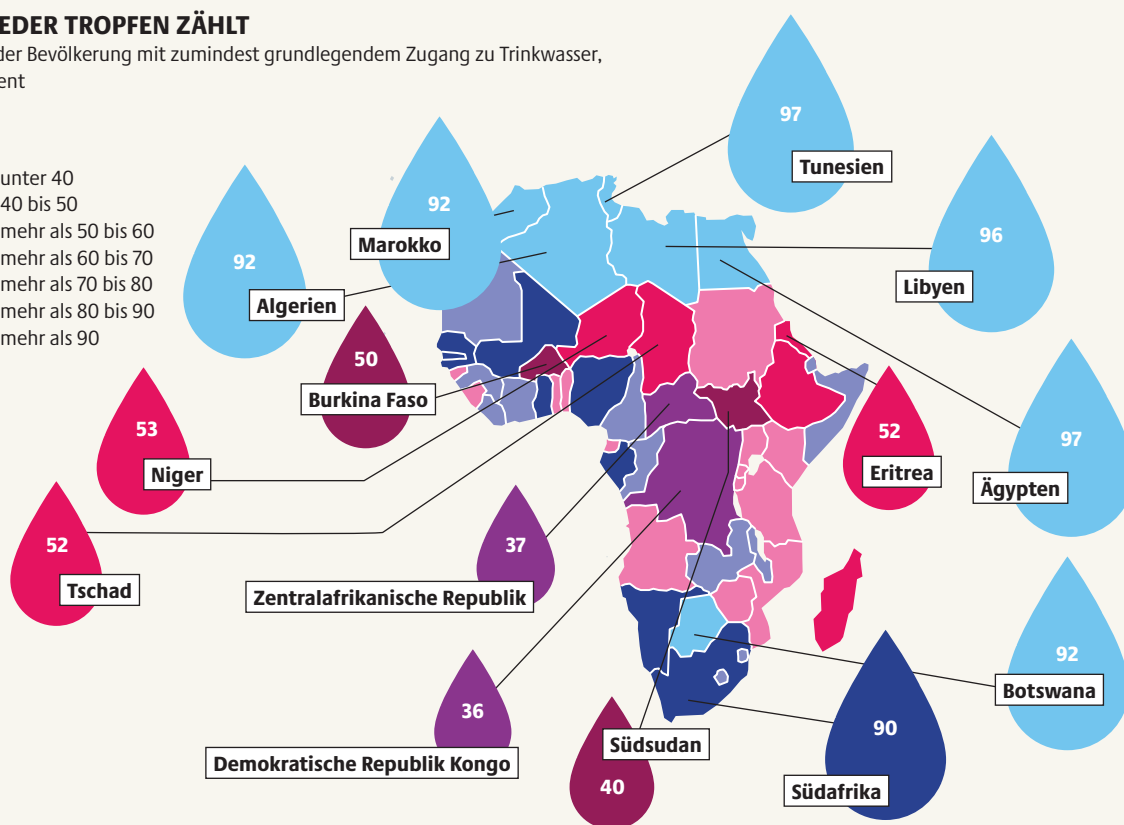 EDER TROPFEN ZÄHLT
der Bevölkerung mit zumindest grundlegendem Zugang zu Trinkwasser,
ent
unter 40
40 bis 50
mehr als 50 bis 60
mehr als 60 bis 70
mehr als 70 bis 80
mehr als 80 bis 90
mehr als 90
97
Tunesien
92
Marokko
96
Libyen
92
Algerien
50
Burkina Faso
53
Niger
52
Eritrea
97
Ägypten
52
Tschad
37
Zentralafrikanische Republik
92
Botswana
36
Demokratische Republik Kongo
Südsudan
40
90
Südafrika